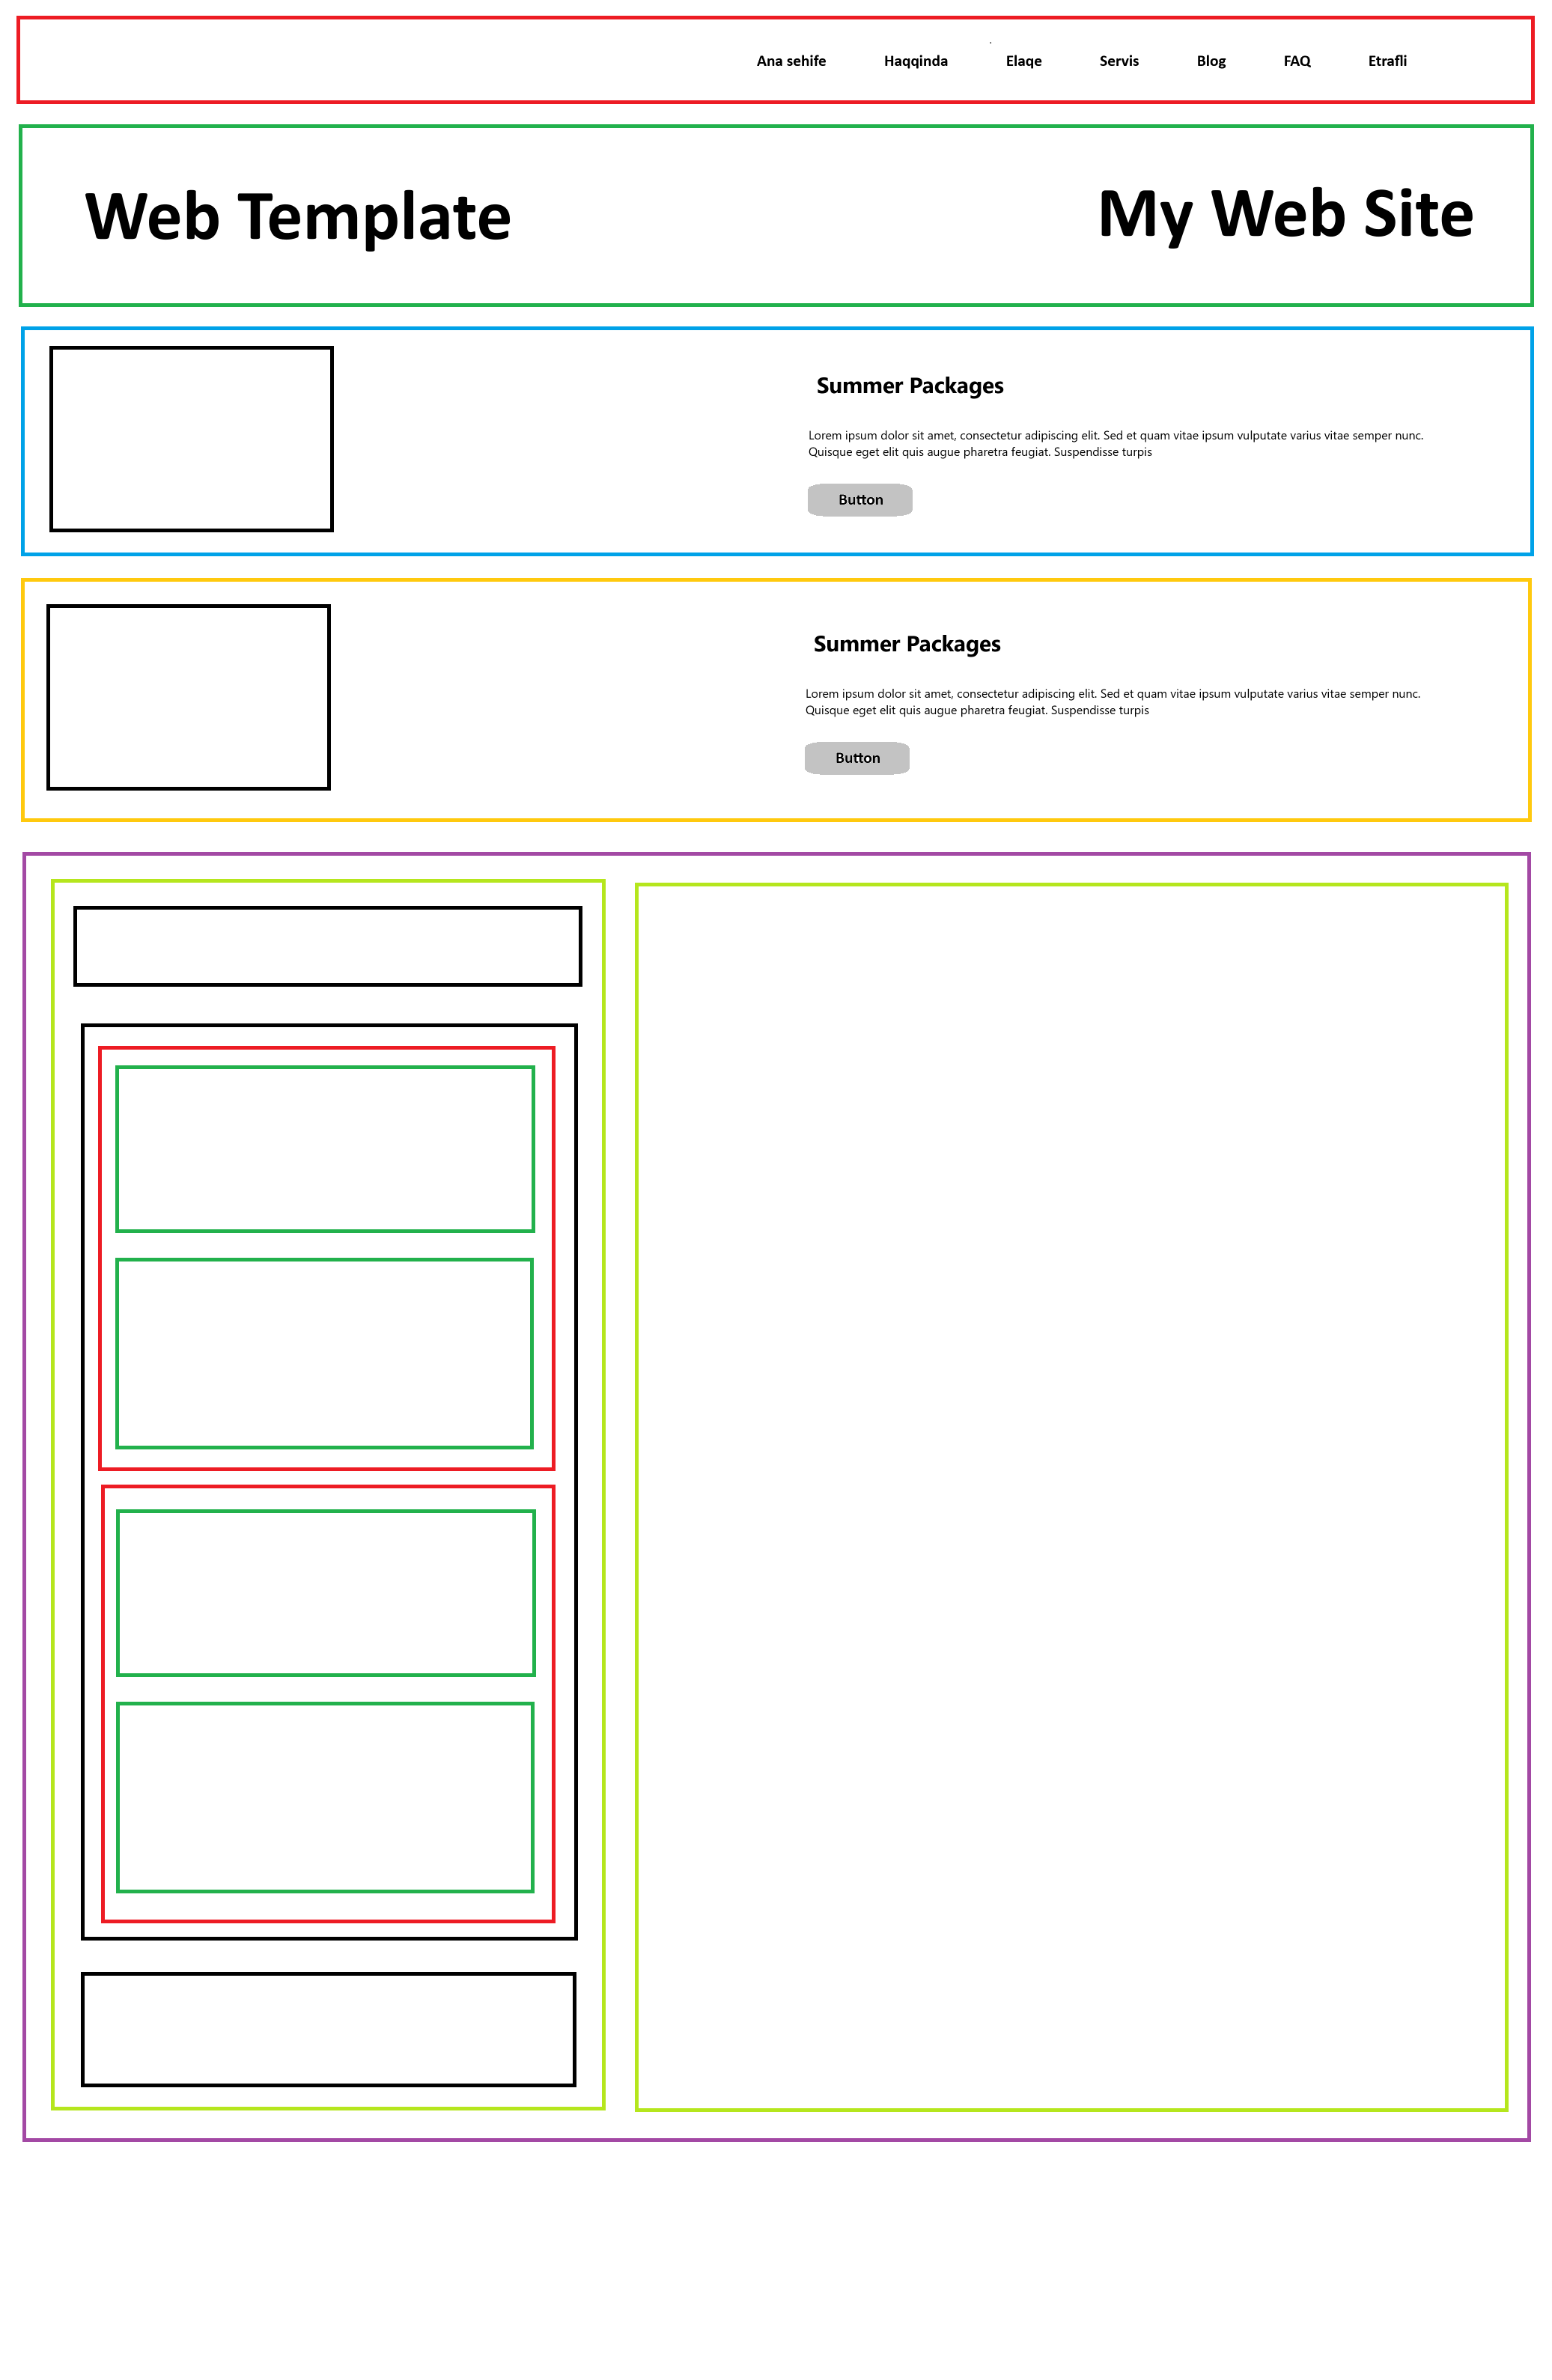 Ana sehife Haqqinda Elaqe Servis Blog FAQ Etrafli
Web Template My Web Site
Summer Packages
Lorem ipsum dolor sit amet, consectetur adipiscing elit. Sed et quam vitae ipsum vulputate varius vitae semper nunc.
Quisque eget elit quis augue pharetra feugiat. Suspendisse turpis
Button
Summer Packages
Lorem ipsum dolor sit amet, consectetur adipiscing elit. Sed et quam vitae ipsum vulputate varius vitae semper nunc.
Quisque eget elit quis augue pharetra feugiat. Suspendisse turpis
Button